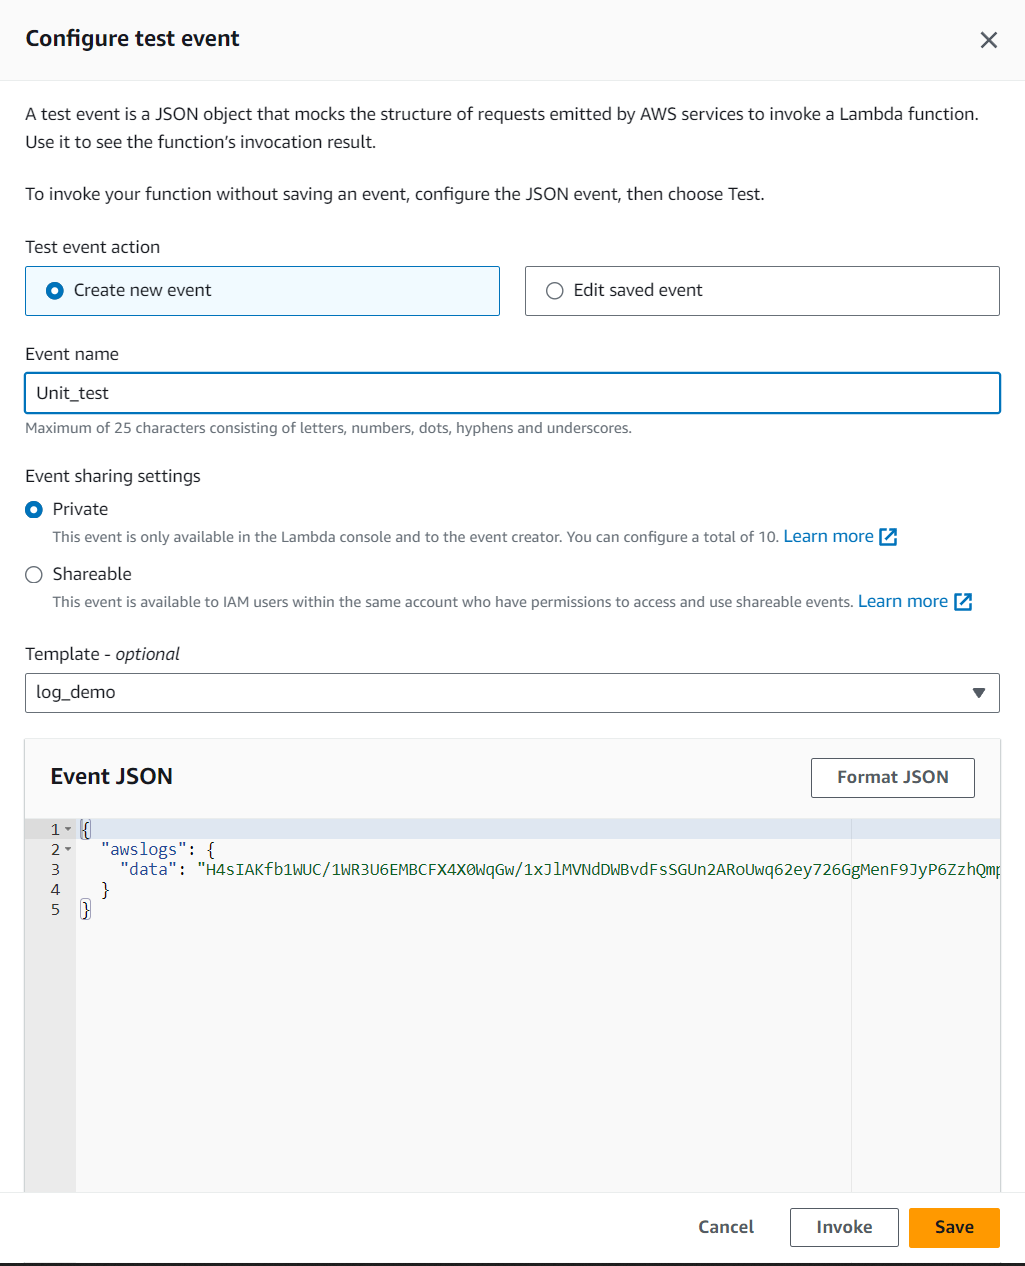 Configure test event
A test event is a JSON object that mocks the structure of requests emitted by AWS services to invoke a Lambda function.
Use it to see the function’s invocation result.
To invoke your function without saving an event, configure the JSON event, then choose Test.
Test event action
Create new event
Edit saved event
Event name
Unit_test
Maximum of 25 characters consisting of letters, numbers, dots, hyphens and underscores.
Event sharing settings
Private
This event is only available in the Lambda console and to the event creator. You can configure a total of 10. Learn more
Shareable
This event is available to IAM users within the same account who have permissions to access and use shareable events. Learn more
Template - optional
log_demo
Event JSON
Format JSON
1 {
2 "awslogs": {
3 "data": "H4sIAKfb1WUC/1WR3U6EMBCFX4X0WqGw/1xJlMVNdDWBvdFsSGUn2ARoUwq62ey726GgMenF9JyP6ZzhQmp
4 }
5 }
Cancel
Invoke
Save